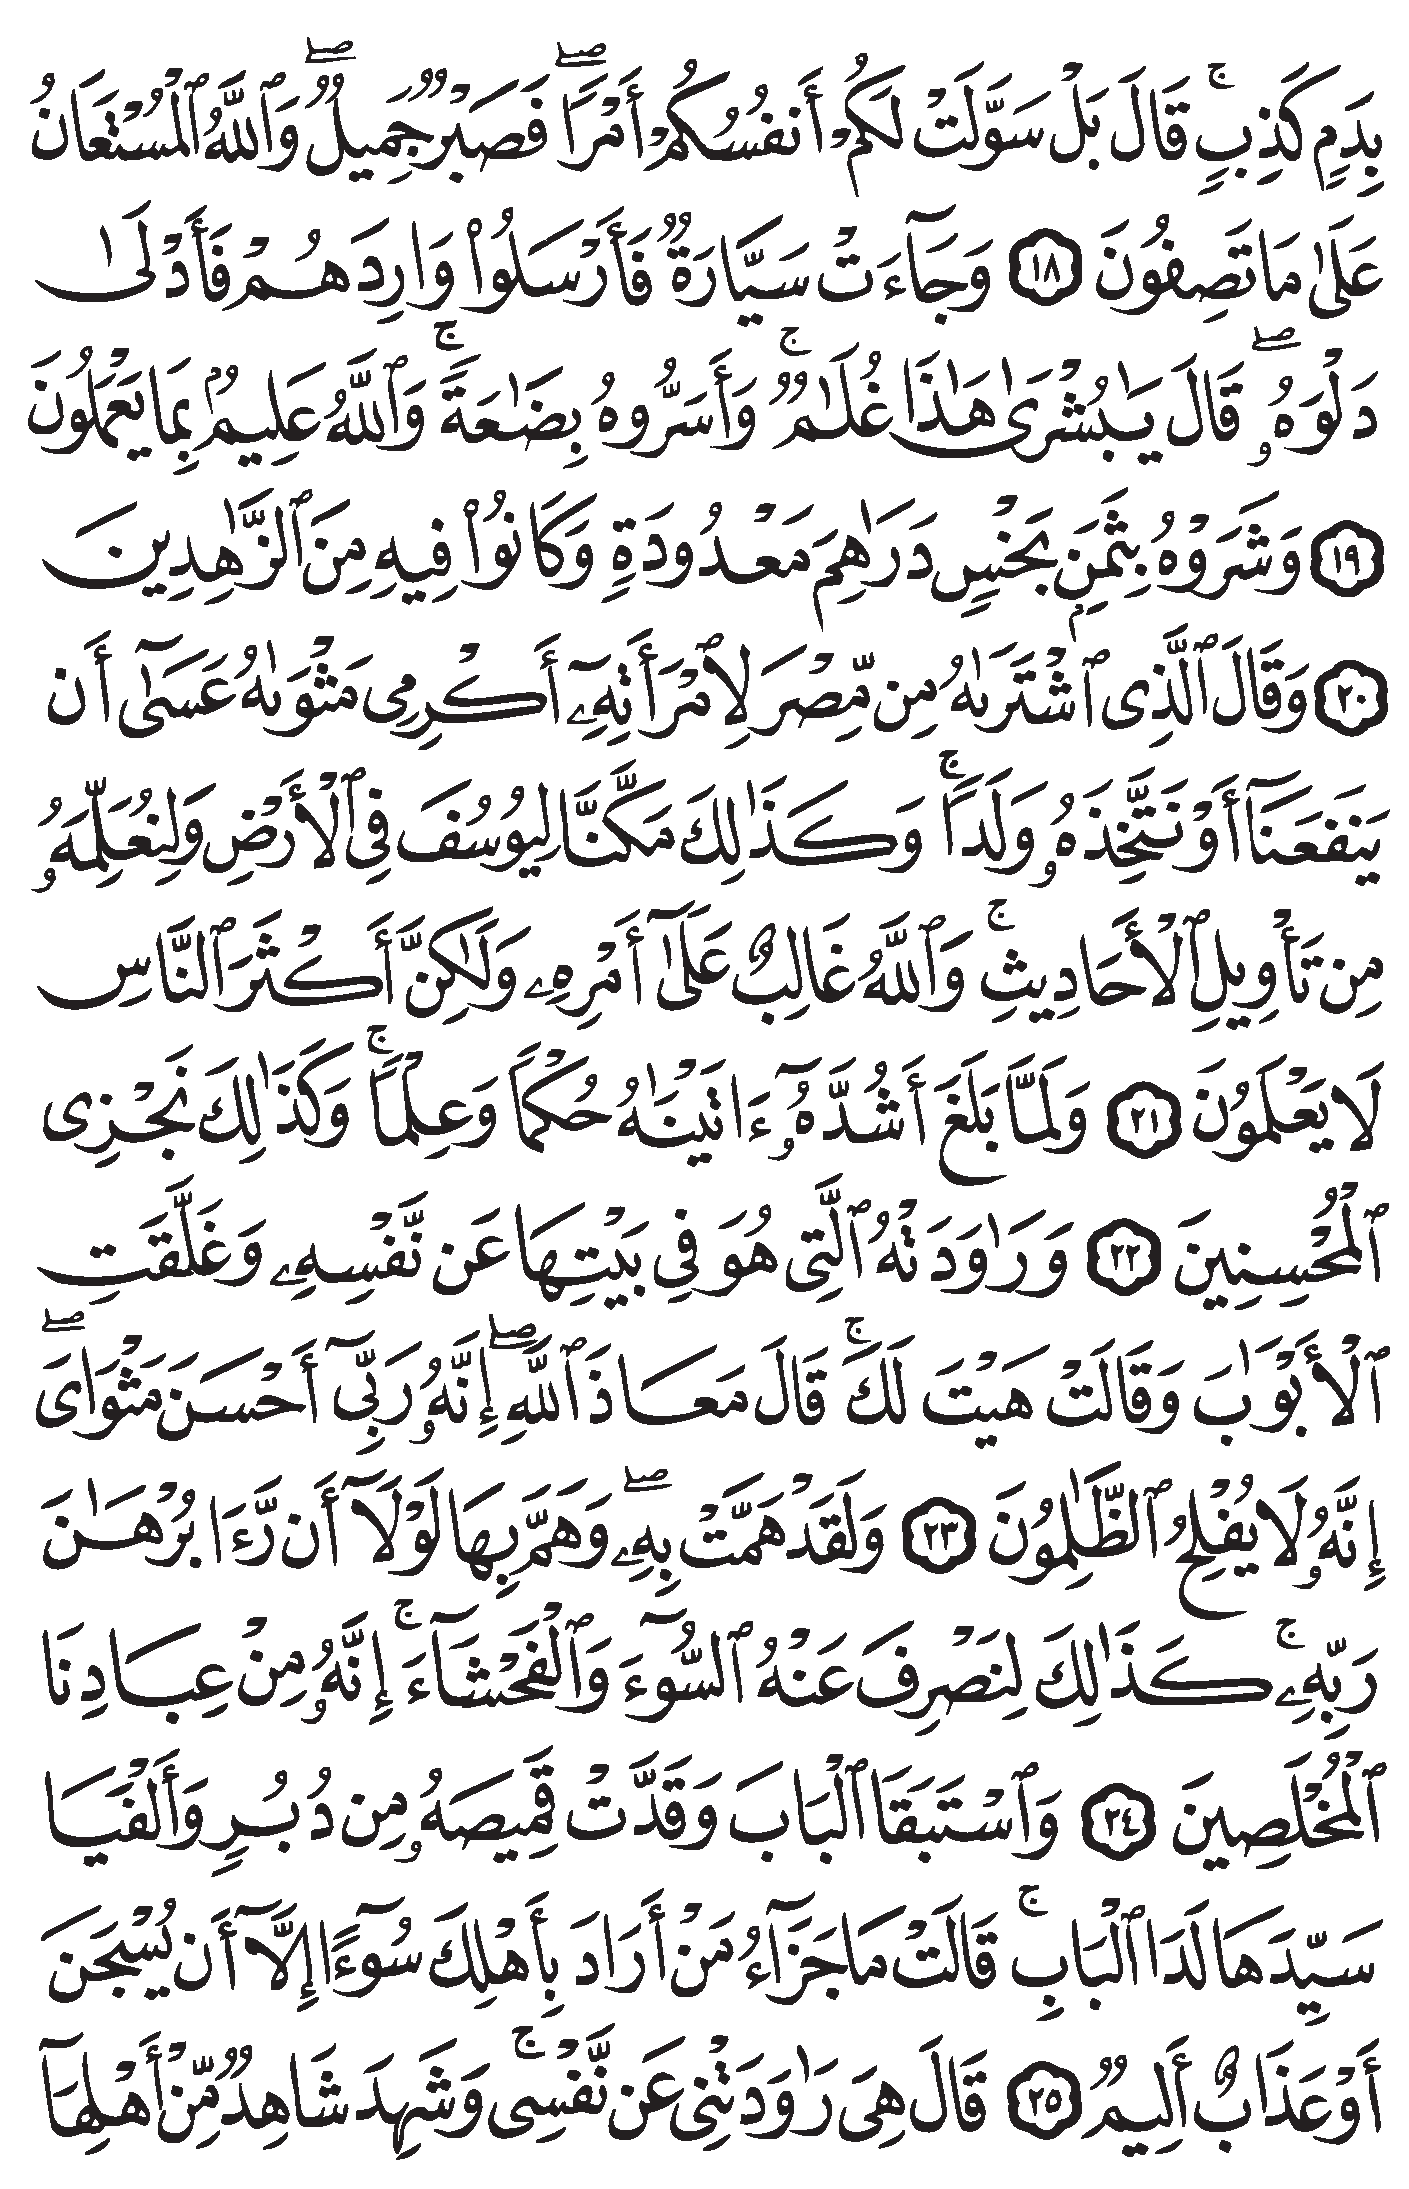 بِدَمٍ كَذِبٍۚ قَالَ بَلۡ سَوَّلَتۡ لَكُمۡ أَنفُسُكُمۡ أَمۡرٗاۖ فَصَبۡرٞ جَمِيلٞۖ وَٱللَّهُ ٱلۡمُسۡتَعَانُ
عَلَىٰ مَا تَصِفُونَ ١٨ وَجَآءَتۡ سَيَّارَةٞ فَأَرۡسَلُواْ وَارِدَهُمۡ فَأَدۡلَىٰ
دَلۡوَهُۥۖ قَالَ يَٰبُشۡرَىٰ هَٰذَا غُلَٰمٞۚ وَأَسَرُّوهُ بِضَٰعَةٗۚ وَٱللَّهُ عَلِيمُۢ بِمَا يَعۡمَلُونَ
١٩ وَشَرَوۡهُ بِثَمَنِۭ بَخۡسٖ دَرَٰهِمَ مَعۡدُودَةٖ وَكَانُواْ فِيهِ مِنَ ٱلزَّٰهِدِينَ
٢٠ وَقَالَ ٱلَّذِي ٱشۡتَرَىٰهُ مِن مِّصۡرَ لِٱمۡرَأَتِهِۦٓ أَكۡرِمِي مَثۡوَىٰهُ عَسَىٰٓ أَن
يَنفَعَنَآ أَوۡ نَتَّخِذَهُۥ وَلَدٗاۚ وَكَذَٰلِكَ مَكَّنَّا لِيُوسُفَ فِي ٱلۡأَرۡضِ وَلِنُعَلِّمَهُۥ
مِن تَأۡوِيلِ ٱلۡأَحَادِيثِۚ وَٱللَّهُ غَالِبٌ عَلَىٰٓ أَمۡرِهِۦ وَلَٰكِنَّ أَكۡثَرَ ٱلنَّاسِ
لَا يَعۡلَمُونَ ٢١ وَلَمَّا بَلَغَ أَشُدَّهُۥٓ ءَاتَيۡنَٰهُ حُكۡمٗا وَعِلۡمٗاۚ وَكَذَٰلِكَ نَجۡزِي
ٱلۡمُحۡسِنِينَ ٢٢ وَرَٰوَدَتۡهُ ٱلَّتِي هُوَ فِي بَيۡتِهَا عَن نَّفۡسِهِۦ وَغَلَّقَتِ
ٱلۡأَبۡوَٰبَ وَقَالَتۡ هَيۡتَ لَكَۚ قَالَ مَعَاذَ ٱللَّهِۖ إِنَّهُۥ رَبِّيٓ أَحۡسَنَ مَثۡوَايَۖ
إِنَّهُۥ لَا يُفۡلِحُ ٱلظَّٰلِمُونَ ٢٣ وَلَقَدۡ هَمَّتۡ بِهِۦۖ وَهَمَّ بِهَا لَوۡلَآ أَن رَّءَا بُرۡهَٰنَ
رَبِّهِۦۚ كَذَٰلِكَ لِنَصۡرِفَ عَنۡهُ ٱلسُّوٓءَ وَٱلۡفَحۡشَآءَۚ إِنَّهُۥ مِنۡ عِبَادِنَا
ٱلۡمُخۡلَصِينَ ٢٤ وَٱسۡتَبَقَا ٱلۡبَابَ وَقَدَّتۡ قَمِيصَهُۥ مِن دُبُرٖ وَأَلۡفَيَا
سَيِّدَهَا لَدَا ٱلۡبَابِۚ قَالَتۡ مَا جَزَآءُ مَنۡ أَرَادَ بِأَهۡلِكَ سُوٓءًا إِلَّآ أَن يُسۡجَنَ
أَوۡ عَذَابٌ أَلِيمٞ ٢٥ قَالَ هِيَ رَٰوَدَتۡنِي عَن نَّفۡسِيۚ وَشَهِدَ شَاهِدٞ مِّنۡ أَهۡلِهَآ